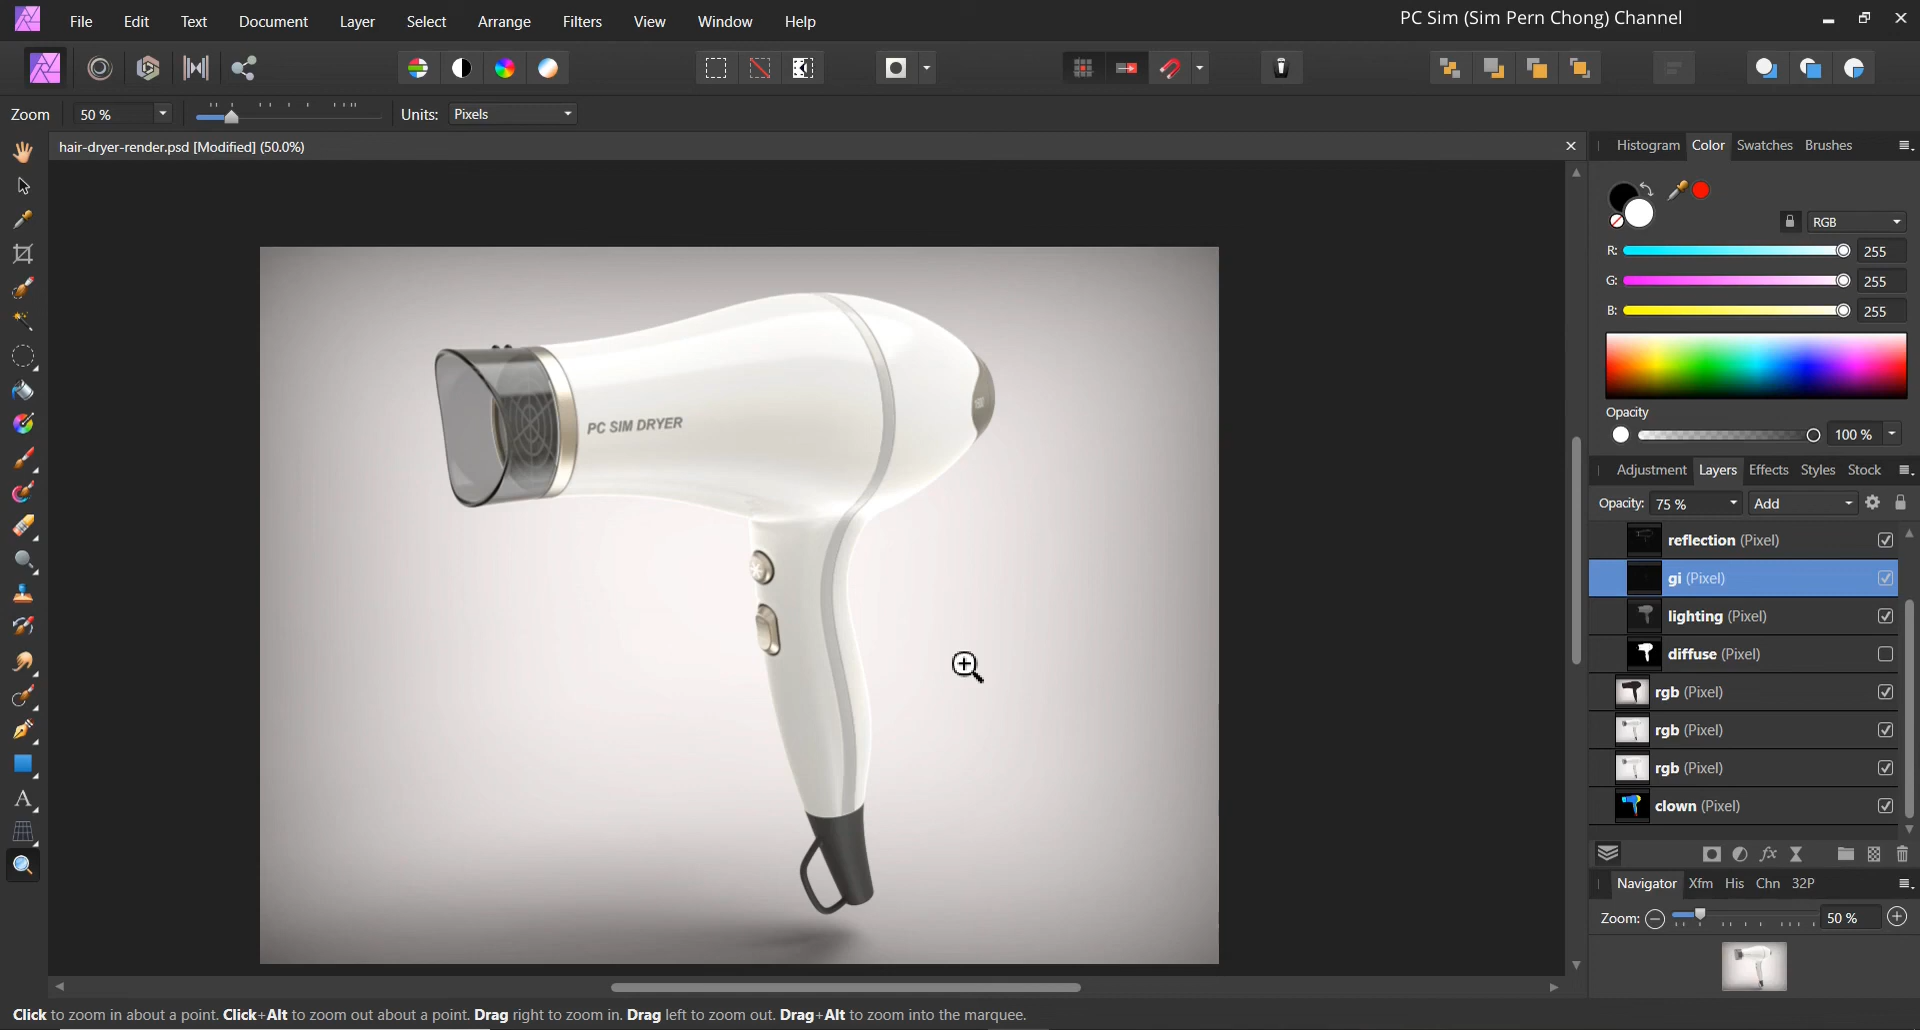 File Edit Text Document Layer Select Arrange Filters View Window Help PC Sim (Sim Pern Chong) Channel
Zoom 50 % Units: Pixels
hair-dryer-render.psd [Modified] (50.0%)
Histogram Color Swatches Brushes
RGB
R: 255
G: 255
B: 255
Opacity
100 %
PC SIM DRYER
Adjustment Layers Effects Styles Stock
Opacity: 75 % Add
reflection (Pixel)
gi (Pixel)
lighting (Pixel)
diffuse (Pixel)
rgb (Pixel)
rgb (Pixel)
rgb (Pixel)
clown (Pixel)
fx
Navigator Xfm His Chn 32P
Zoom: 50 %
Click to zoom in about a point. Click+Alt to zoom out about a point. Drag right to zoom in. Drag left to zoom out. Drag+Alt to zoom into the marquee.